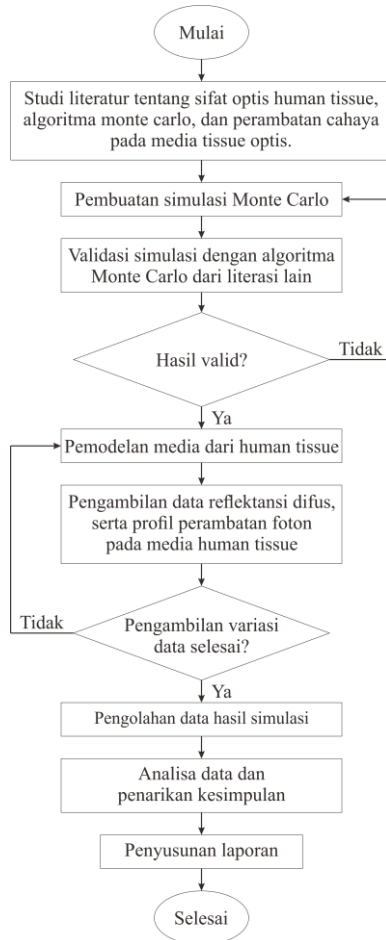 Mulai
Studi literatur tentang sifat optis human tissue,
algoritma monte carlo, dan perambatan cahaya
pada media tissue optis.
Pembuatan simulasi Monte Carlo
Validasi simulasi dengan algoritma
Monte Carlo dari literasi lain
Hasil valid?
Tidak
Ya
Pemodelan media dari human tissue
Pengambilan data reflektansi difus,
serta profil perambatan foton
pada media human tissue
Tidak
Pengambilan variasi
data selesai?
Ya
Pengolahan data hasil simulasi
Analisa data dan
penarikan kesimpulan
Penyusunan laporan
Selesai